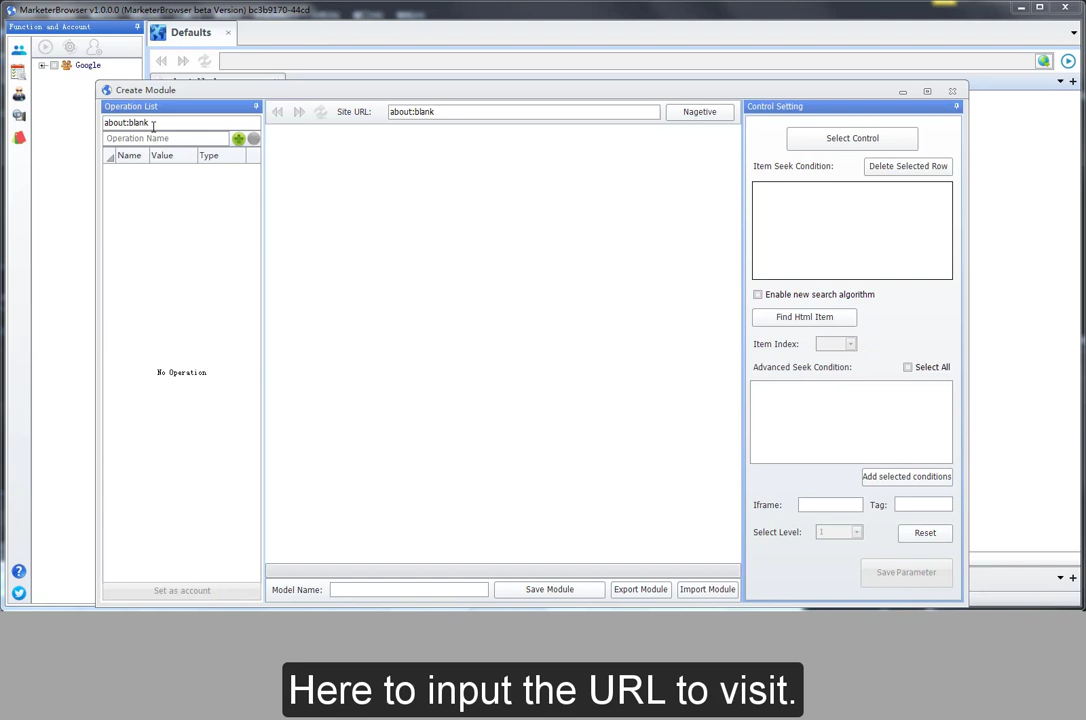 MarketerBrowser v1.0.0.0 (MarketerBrowser beta Version) bc3b9170-44cd
Function and Account
Defaults
Google
Create Module
Operation List
about:blank
Operation Name
Name Value Type
No Operation
Set as account
Site URL: about:blank Nagetive
Model Name: Save Module Export Module Import Module
Control Setting
Select Control
Item Seek Condition: Delete Selected Row
Enable new search algorithm
Find Html Item
Item Index:
Advanced Seek Condition: Select All
Add selected conditions
Iframe: Tag:
Select Level: 1 Reset
Save Parameter
Here to input the URL to visit.